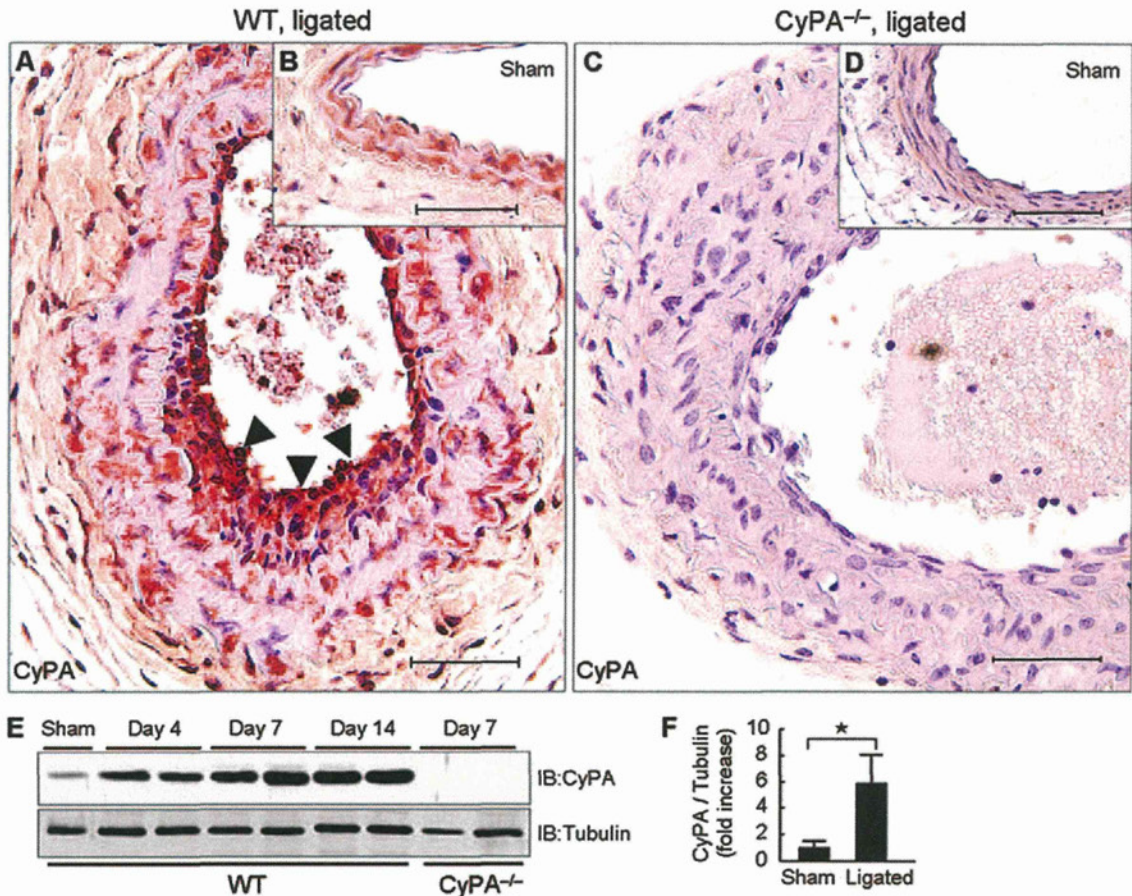 WT, ligated
CyPA−/−, ligated
A
B
Sham
C
D
Sham
CyPA
CyPA
E
Sham Day 4 Day 7 Day 14 Day 7
IB:CyPA
IB:Tubulin
WT CyPA−/−
F
CyPA / Tubulin
(fold increase)
10
8
6
4
2
0
★
Sham Ligated